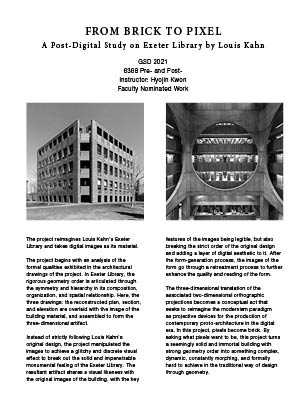 FROM BRICK TO PIXEL
A Post-Digital Study on Exeter Library by Louis Kahn
GSD 2021
6368 Pre- and Post-
Instructor: Hyojin Kwon
Faculty Nominated Work
The project reimagines Louis Kahn's Exeter
Library and takes digital images as its material.
The project begins with an analysis of the
formal qualities exhibited in the architectural
drawings of the project. In Exeter Library, the
rigorous geometry order is articulated through
the symmetry and hierarchy in its composition,
organization, and spatial relationship. Here, the
three drawings: the reconstructed plan, section,
and elevation are overlaid with the image of the
building material, and assembled to form the
three-dimensional artifact.
Instead of strictly following Louis Kahn's
original design, the project manipulated the
images to achieve a glitchy and discrete visual
effect to break out the solid and impenetrable
monumental feeling of the Exeter Library. The
resultant artifact shares a visual likeness with
the original images of the building, with the key
features of the images being legible, but also
breaking the strict order of the original design
and adding a layer of digital aesthetic to it. After
the form-generation process, the images of the
form go through a retreatment process to further
enhance the quality and reading of the form.
The three-dimensional translation of the
associated two-dimensional orthographic
projections becomes a conceptual act that
seeks to reimagine the modernism paradigm
as projective devices for the production of
contemporary proto-architecture in the digital
era. In this project, pixels become brick. By
asking what pixels want to be, this project turns
a seemingly solid and immortal building with
strong geometry order into something complex,
dynamic, constantly morphing, and formally
hard to achieve in the traditional way of design
through geometry.